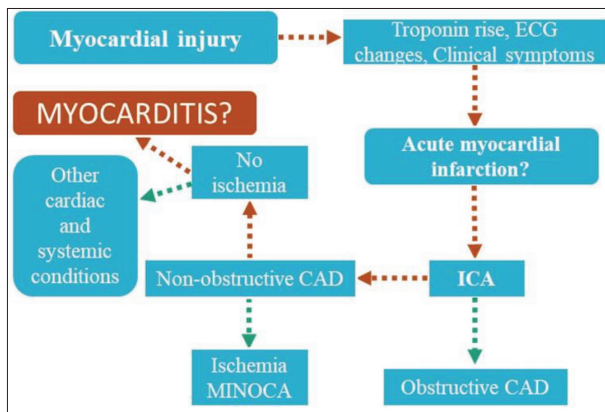 Myocardial injury
Troponin rise, ECG
changes, Clinical symptoms
MYOCARDITIS?
Acute myocardial
infarction?
No
ischemia
Other
cardiac
and
systemic
conditions
Non-obstructive CAD
ICA
Ischemia
MINOCA
Obstructive CAD